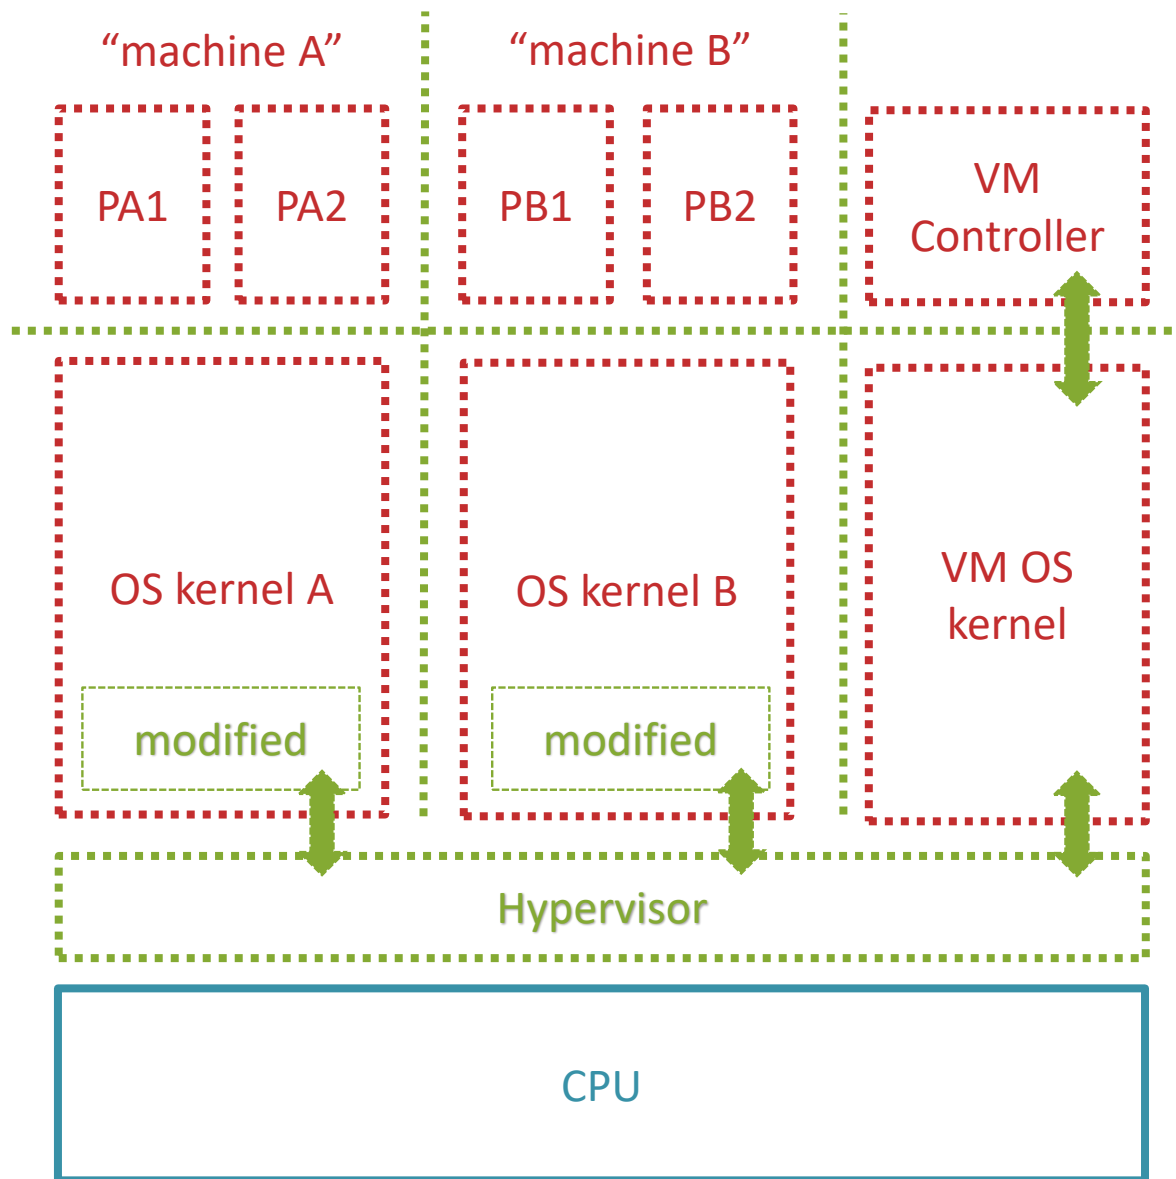 “machine A”
“machine B”
PA1
PA2
PB1
PB2
VM
Controller
OS kernel A
OS kernel B
VM OS
kernel
modified
modified
Hypervisor
CPU